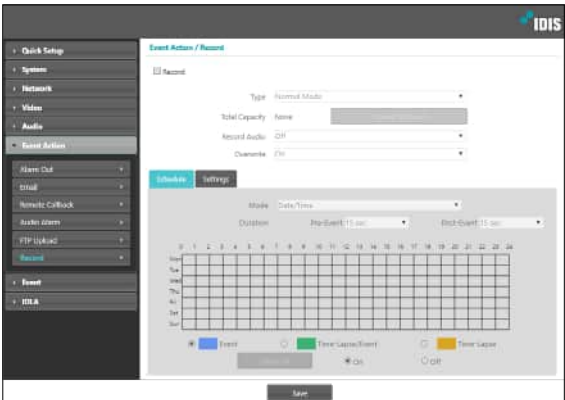 IDIS
Quick Setup
System
Network
Video
Audio
Event Action
Alarm Out
Email
Remote Callback
Audio Alarm
FTP Upload
Record
Event
IDLA
Event Action / Record
Record
Type Normal Mode
Total Capacity None
Record Audio Off
Overwrite On
Schedule Settings
Mode Date/Time
Duration Pre-Event 15 sec Post-Event 15 sec
0 1 2 3 4 5 6 7 8 9 10 11 12 13 14 15 16 17 18 19 20 21 22 23 24
Mon
Tue
Wed
Thu
Fri
Sat
Sun
Event Time Lapse/Event Time Lapse
On Off
Save